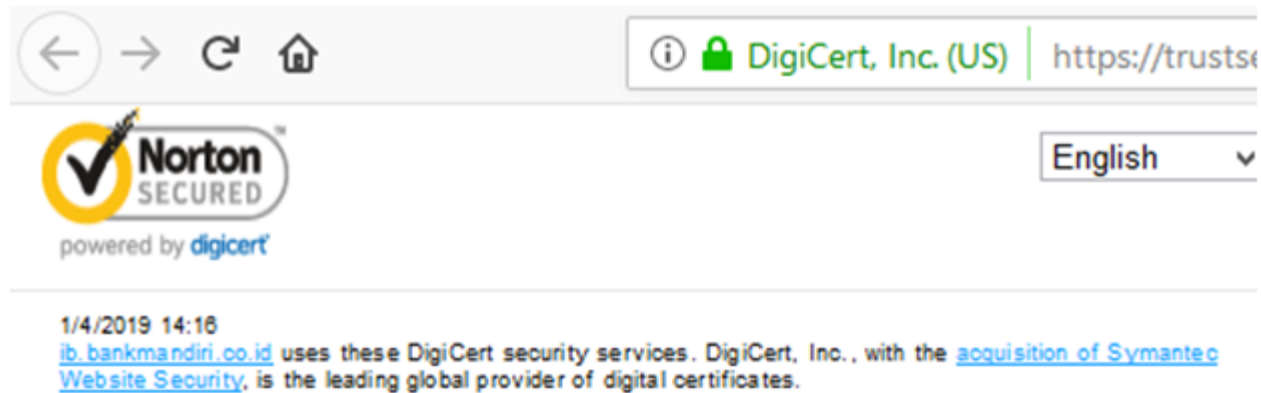 DigiCert, Inc. (US) https://trustse
Norton
SECURED
English
powered by digicert
1/4/2019 14:16
ib.bankmandiri.co.id uses these DigiCert security services. DigiCert, Inc., with the acquisition of Symantec
Website Security, is the leading global provider of digital certificates.